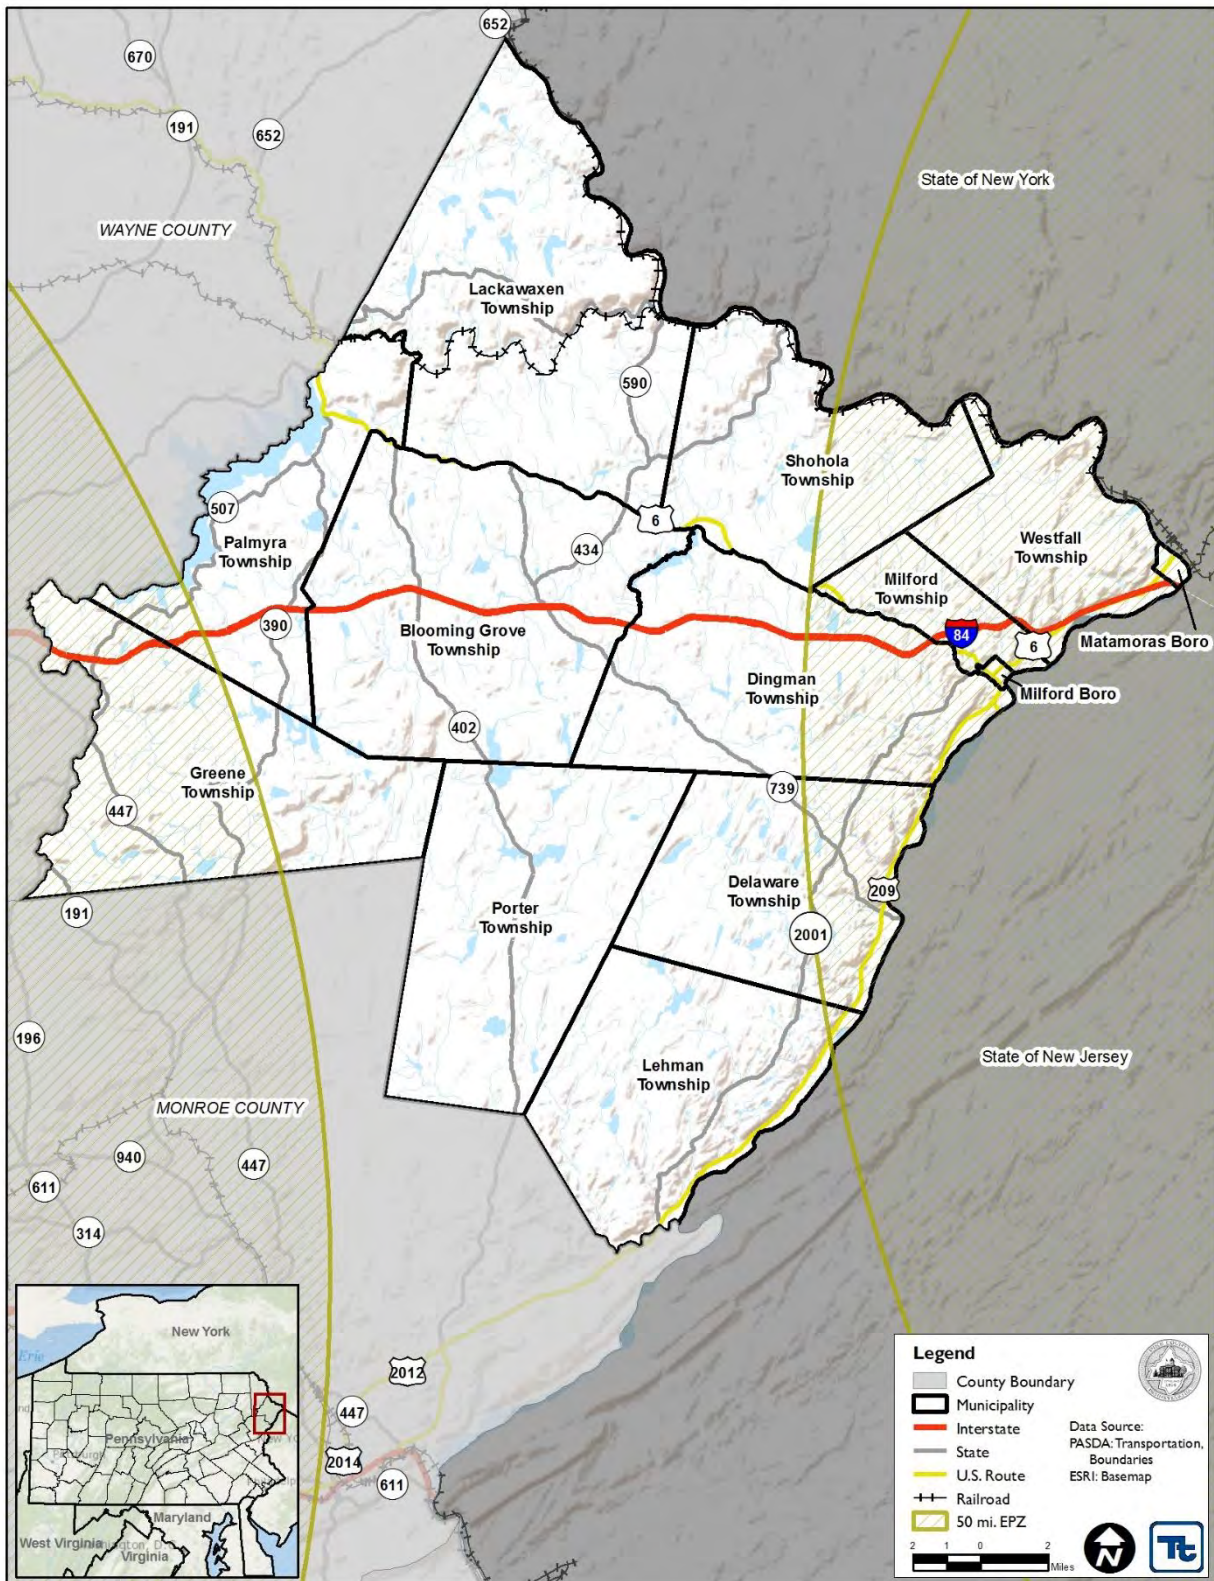 652
670
191
652
State of New York
WAYNE COUNTY
Lackawaxen
Township
590
Shohola
Township
507
6
Westfall
Township
Palmyra
Township
434
Milford
Township
390
Blooming Grove
Township
84
6
Matamoras Boro
Dingman
Township
Milford Boro
402
Greene
Township
739
447
Delaware
Township
209
191
Porter
Township
2001
196
State of New Jersey
Lehman
Township
MONROE COUNTY
940
447
611
314
2012
447
2014
611
New York
Erie
Pennsylvania
Maryland
West Virginia
Virginia
Legend
County Boundary
Municipality
Interstate
State
U.S. Route
Railroad
50 mi. EPZ
Data Source:
PASDA: Transportation,
Boundaries
ESRI: Basemap
2 1 0 2
Miles
N
Tt